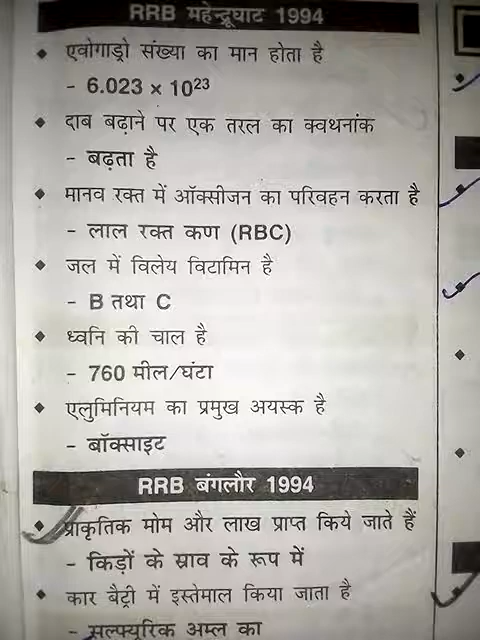 RRB महेन्द्रूघाट 1994
◆ एवोगाड्रो संख्या का मान होता है
- 6.023 × 10²³
◆ दाब बढ़ाने पर एक तरल का क्वथनांक
- बढ़ता है
◆ मानव रक्त में ऑक्सीजन का परिवहन करता है
- लाल रक्त कण (RBC)
◆ जल में विलेय विटामिन है
- B तथा C
◆ ध्वनि की चाल है
- 760 मील/घंटा
◆ एलुमिनियम का प्रमुख अयस्क है
- बॉक्साइट
RRB बंगलौर 1994
◆ प्राकृतिक मोम और लाख प्राप्त किये जाते हैं
- किड़ों के स्राव के रूप में
◆ कार बैट्री में इस्तेमाल किया जाता है
- सल्फ्यूरिक अम्ल का